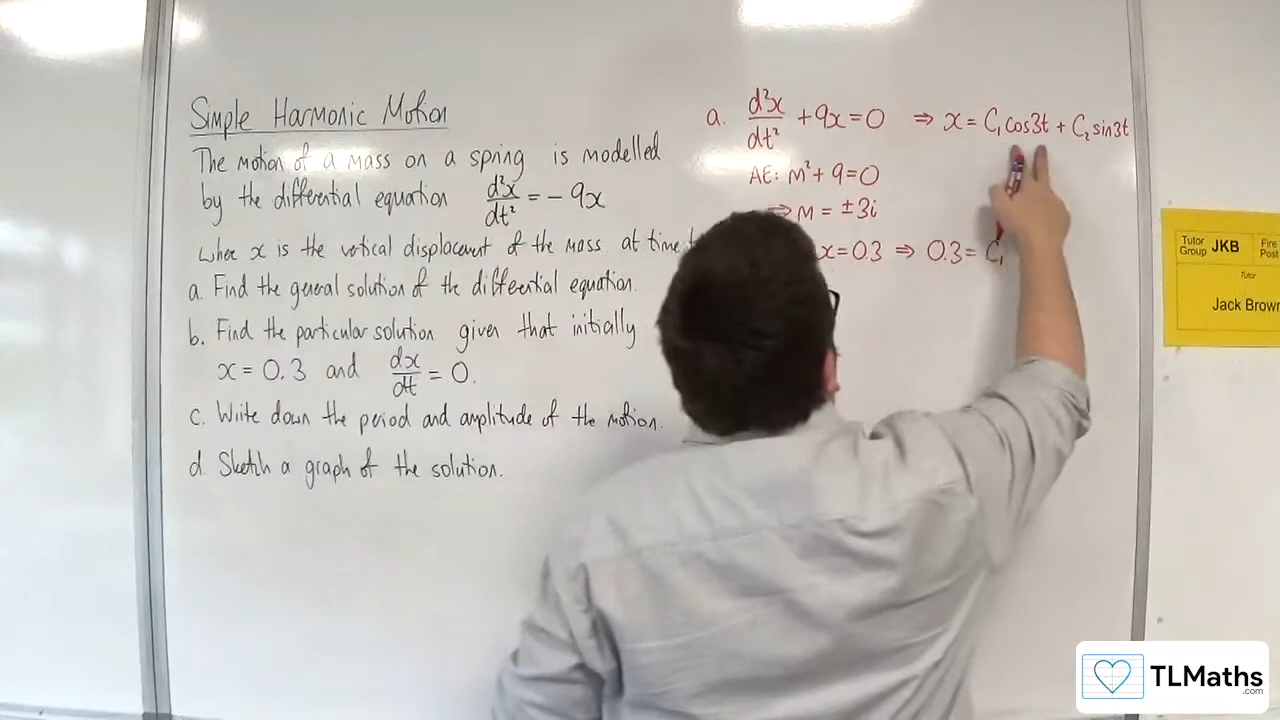 Simple Harmonic Motion
The motion of a mass on a spring is modelled
by the differential equation d²x/dt² = -9x
where x is the vertical displacement of the mass at time t
a. Find the general solution of the differential equation.
b. Find the particular solution given that initially
x = 0.3 and dx/dt = 0.
c. Write down the period and amplitude of the motion.
d. Sketch a graph of the solution.
a. d²x/dt² + 9x = 0 ⇒ x = C₁cos3t + C₂sin3t
AE: m² + 9 = 0
⇒ m = ±3i
x = 0.3 ⇒ 0.3 = C₁
Tutor Group JKB
Fire
Post
Tutor
Jack Brown
TLMaths
.com